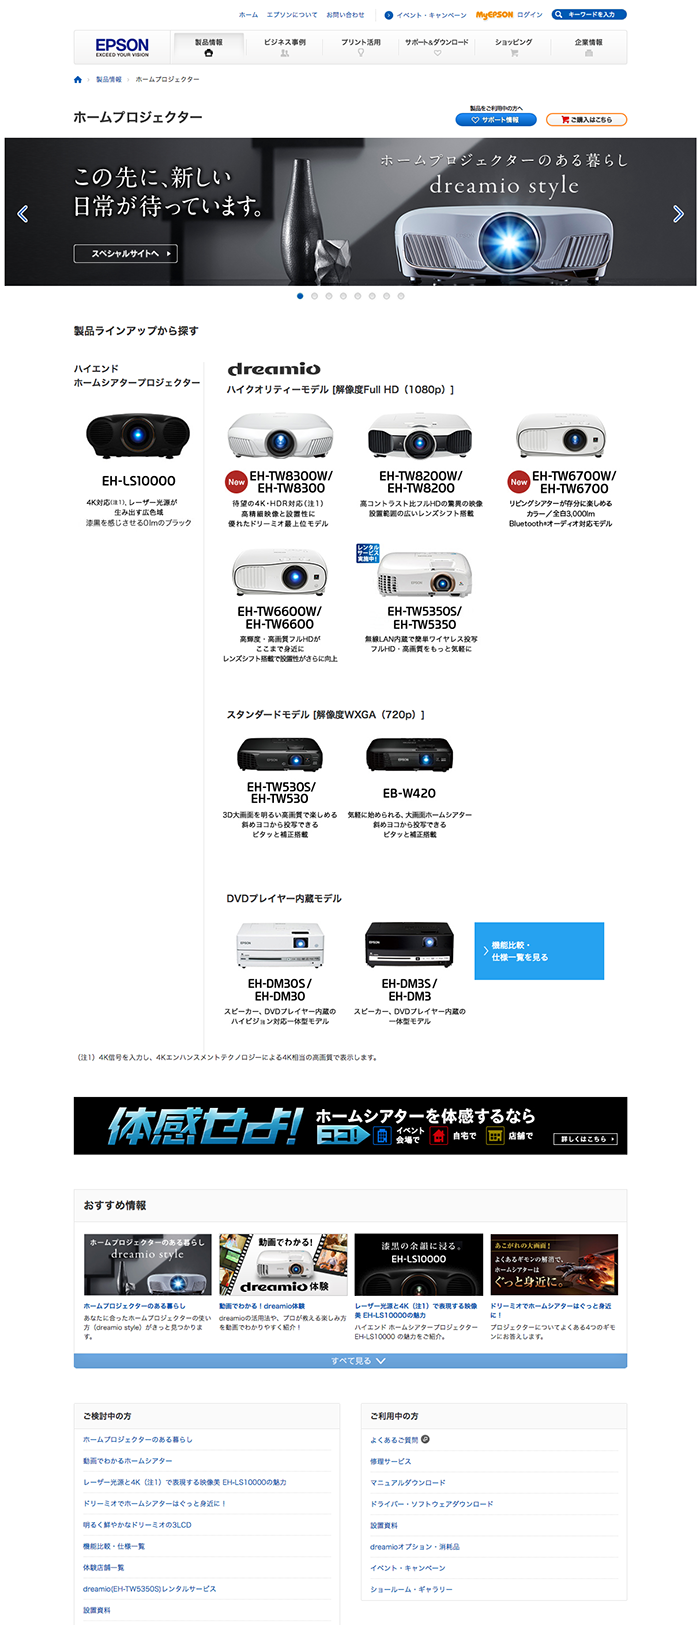 ホーム エプソンについて お問い合わせ イベント・キャンペーン MyEPSON ログイン キーワードを入力
EPSON
EXCEED YOUR VISION
製品情報 ビジネス事例 プリント活用 サポート&ダウンロード ショッピング 企業情報
製品情報 ホームプロジェクター
ホームプロジェクター
製品をご利用中の方へ
サポート情報 ご購入はこちら
この先に、新しい
日常が待っています。
スペシャルサイトへ
ホームプロジェクターのある暮らし
dreamio style
製品ラインアップから探す
ハイエンド
ホームシアタープロジェクター
EH-LS10000
4K対応(注1)、レーザー光源が
生み出す広色域
漆黒を感じさせる0lmのブラック
dreamio
ハイクオリティーモデル [解像度Full HD（1080p）]
New
EH-TW8300W/
EH-TW8300
待望の4K・HDR対応（注1）
高精細映像と設置性に
優れたドリーミオ最上位モデル
EH-TW8200W/
EH-TW8200
高コントラスト比フルHDの驚異の映像
設置範囲の広いレンズシフト搭載
New
EH-TW6700W/
EH-TW6700
リビングシアターが存分に楽しめる
カラー／全白3,000lm
Bluetooth®オーディオ対応モデル
EH-TW6600W/
EH-TW6600
高輝度・高画質フルHDが
ここまで身近に
レンズシフト搭載で設置性がさらに向上
レンタル
サービス
実施中!
EH-TW5350S/
EH-TW5350
無線LAN内蔵で簡単ワイヤレス投写
フルHD・高画質をもっと気軽に
スタンダードモデル [解像度WXGA（720p）]
EH-TW530S/
EH-TW530
3D大画面を明るい高画質で楽しめる
斜めヨコから投写できる
ピタッと補正搭載
EB-W420
気軽に始められる、大画面ホームシアター
斜めヨコから投写できる
ピタッと補正搭載
DVDプレイヤー内蔵モデル
EH-DM30S/
EH-DM30
スピーカー、DVDプレイヤー内蔵の
ハイビジョン対応一体型モデル
EH-DM3S/
EH-DM3
スピーカー、DVDプレイヤー内蔵の
一体型モデル
機能比較・
仕様一覧を見る
（注1）4K信号を入力し、4Kエンハンスメントテクノロジーによる4K相当の高画質で表示します。
体感せよ!
ホームシアターを体感するなら
ココ! イベント会場で 自宅で 店舗で
詳しくはこちら
おすすめ情報
ホームプロジェクターのある暮らし
dreamio style
ホームプロジェクターのある暮らし
あなたに合ったホームプロジェクターの使い
方（dreamio style）がきっと見つかりま
す。
動画でわかる!
dreamio 体験
動画でわかる！dreamio体験
dreamioの活用法や、プロが教える楽しみ方
を動画でわかりやすく紹介！
漆黒の余韻に浸る。
EH-LS10000
レーザー光源と4K（注1）で表現する映像
美 EH-LS10000の魅力
ハイエンド ホームシアタープロジェクター
EH-LS10000 の魅力をご紹介。
あこがれの大画面!
よくあるギモンの解消で、
ホームシアターは
ぐっと身近に。
ドリーミオでホームシアターはぐっと身近
に！
プロジェクターについてよくある4つのギモ
ンにお答えします。
すべて見る
ご検討中の方
ホームプロジェクターのある暮らし
動画でわかるホームシアター
レーザー光源と4K（注1）で表現する映像美 EH-LS10000の魅力
ドリーミオでホームシアターはぐっと身近に！
明るく鮮やかなドリーミオの3LCD
機能比較・仕様一覧
体験店舗一覧
dreamio(EH-TW5350S)レンタルサービス
設置資料
ご利用中の方
よくあるご質問
修理サービス
マニュアルダウンロード
ドライバー・ソフトウェアダウンロード
設置資料
dreamioオプション・消耗品
イベント・キャンペーン
ショールーム・ギャラリー